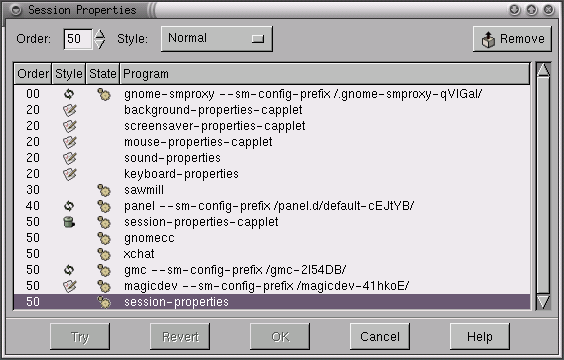 Session Properties
Order: 50 Style: Normal Remove
Order Style State Program
00 gnome-smproxy --sm-config-prefix /.gnome-smproxy-qVIGal/
20 background-properties-capplet
20 screensaver-properties-capplet
20 mouse-properties-capplet
20 sound-properties
20 keyboard-properties
30 sawmill
40 panel --sm-config-prefix /panel.d/default-cEJtYB/
50 session-properties-capplet
50 gnomecc
50 xchat
50 gmc --sm-config-prefix /gmc-2I54DB/
50 magicdev --sm-config-prefix /magicdev-41hkoE/
50 session-properties
Try Revert OK Cancel Help